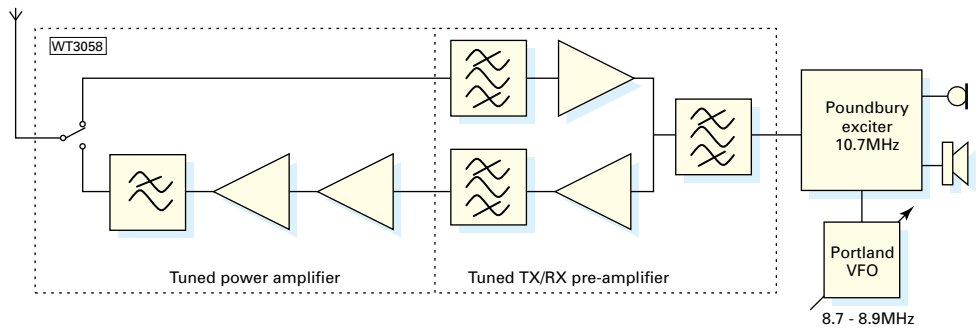 WT3058
Poundbury
exciter
10.7MHz
Tuned power amplifier
Tuned TX/RX pre-amplifier
Portland
VFO
8.7 - 8.9MHz